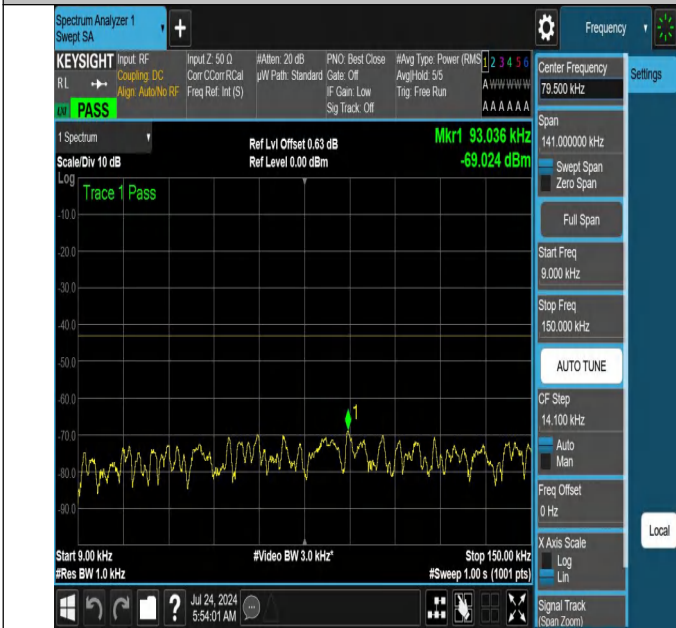 Spectrum Analyzer 1
Swept SA
+
Frequency
KEYSIGHT
RL
PASS
Input: RF
Coupling: DC
Align: Auto/No RF
Input Z: 50 Ω
Corr CCorr RCal
Freq Ref: Int (S)
#Atten: 20 dB
µW Path: Standard
PNO: Best Close
Gate: Off
IF Gain: Low
Sig Track: Off
#Avg Type: Power (RMS
Avg|Hold: 5/5
Trig: Free Run
1 2 3 4 5 6
A W W W W W
A A A A A A
1 Spectrum
Scale/Div 10 dB
Ref Lvl Offset 0.63 dB
Ref Level 0.00 dBm
Mkr1 93.036 kHz
-69.024 dBm
Log
Trace 1 Pass
-10.0
-20.0
-30.0
-40.0
-50.0
-60.0
-70.0
-80.0
-90.0
1
Start 9.00 kHz
#Res BW 1.0 kHz
#Video BW 3.0 kHz*
Stop 150.00 kHz
#Sweep 1.00 s (1001 pts)
?
Jul 24, 2024
5:54:01 AM
Center Frequency
79.500 kHz
Span
141.000000 kHz
Swept Span
Zero Span
Full Span
Start Freq
9.000 kHz
Stop Freq
150.000 kHz
AUTO TUNE
CF Step
14.100 kHz
Auto
Man
Freq Offset
0 Hz
X Axis Scale
Log
Lin
Signal Track
(Span Zoom)
Settings
Local